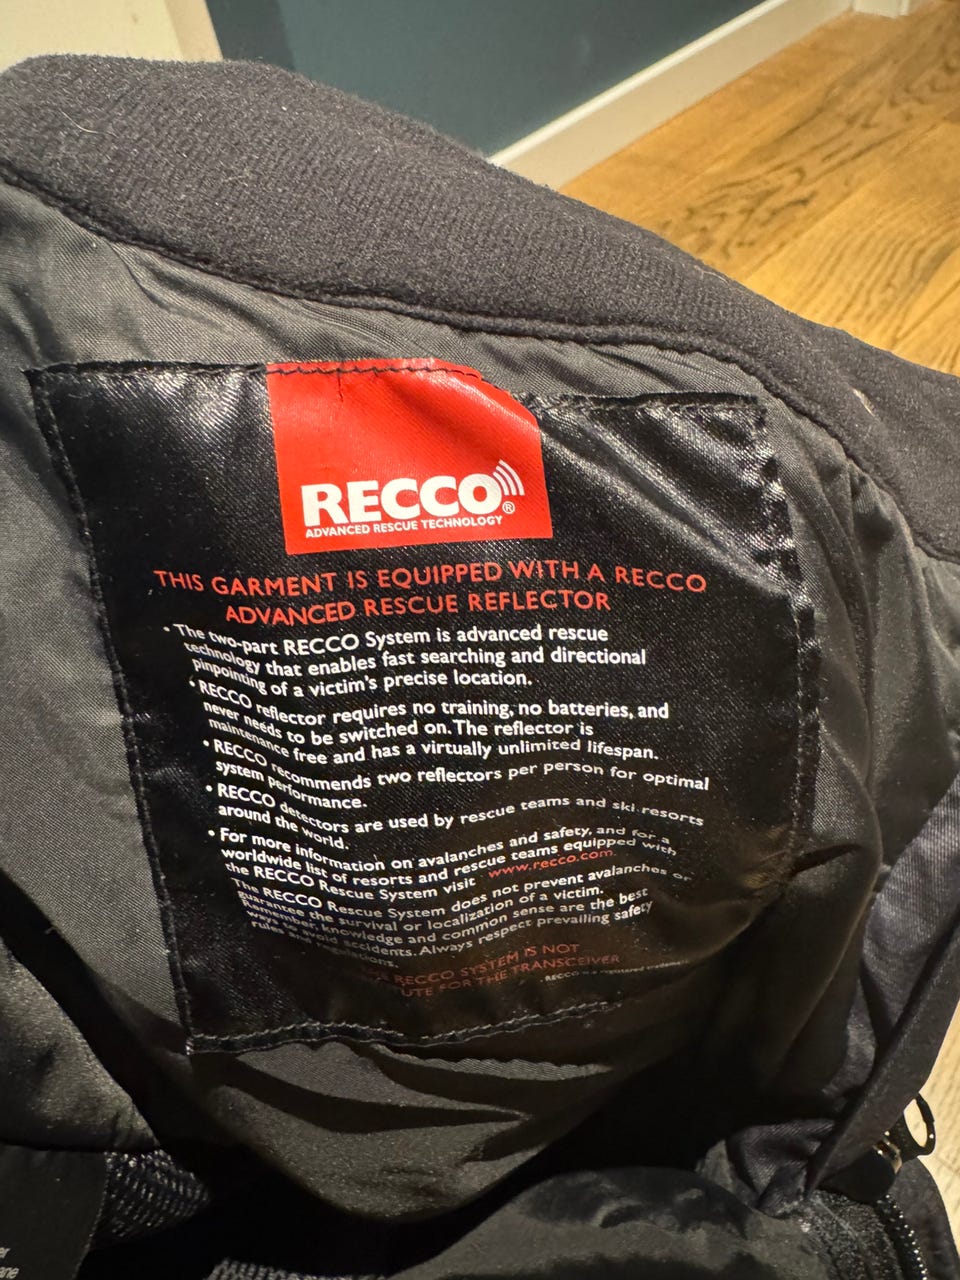 RECCO®
ADVANCED RESCUE TECHNOLOGY
THIS GARMENT IS EQUIPPED WITH A RECCO
ADVANCED RESCUE REFLECTOR
• The two-part RECCO System is advanced rescue
technology that enables fast searching and directional
pinpointing of a victim's precise location.
• RECCO reflector requires no training, no batteries, and
never needs to be switched on. The reflector is
maintenance free and has a virtually unlimited lifespan.
• RECCO recommends two reflectors per person for optimal
system performance.
• RECCO detectors are used by rescue teams and ski resorts
around the world.
• For more information on avalanches and safety, and for a
worldwide list of resorts and rescue teams equipped with
the RECCO Rescue System visit www.recco.com.
The RECCO Rescue System does not prevent avalanches or
guarantee the survival or localization of a victim.
Remember, knowledge and common sense are the best
ways to avoid accidents. Always respect prevailing safety
rules and regulations.
RECCO SYSTEM IS NOT
FOR THE TRANSCEIVER
RECCO is a registered